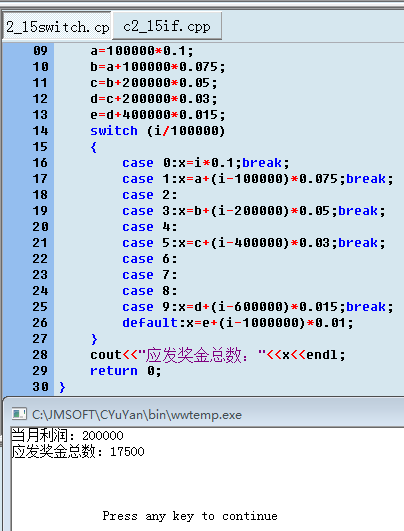 2_15switch.cp c2_15if.cpp
09 a=100000*0.1;
10 b=a+100000*0.075;
11 c=b+200000*0.05;
12 d=c+200000*0.03;
13 e=d+400000*0.015;
14 switch (i/100000)
15 {
16 case 0:x=i*0.1;break;
17 case 1:x=a+(i-100000)*0.075;break;
18 case 2:
19 case 3:x=b+(i-200000)*0.05;break;
20 case 4:
21 case 5:x=c+(i-400000)*0.03;break;
22 case 6:
23 case 7:
24 case 8:
25 case 9:x=d+(i-600000)*0.015;break;
26 default:x=e+(i-1000000)*0.01;
27 }
28 cout<<"应发奖金总数："<<x<<endl;
29 return 0;
30 }
C:\JMSOFT\CYuYan\bin\wwtemp.exe
当月利润：200000
应发奖金总数：17500
Press any key to continue